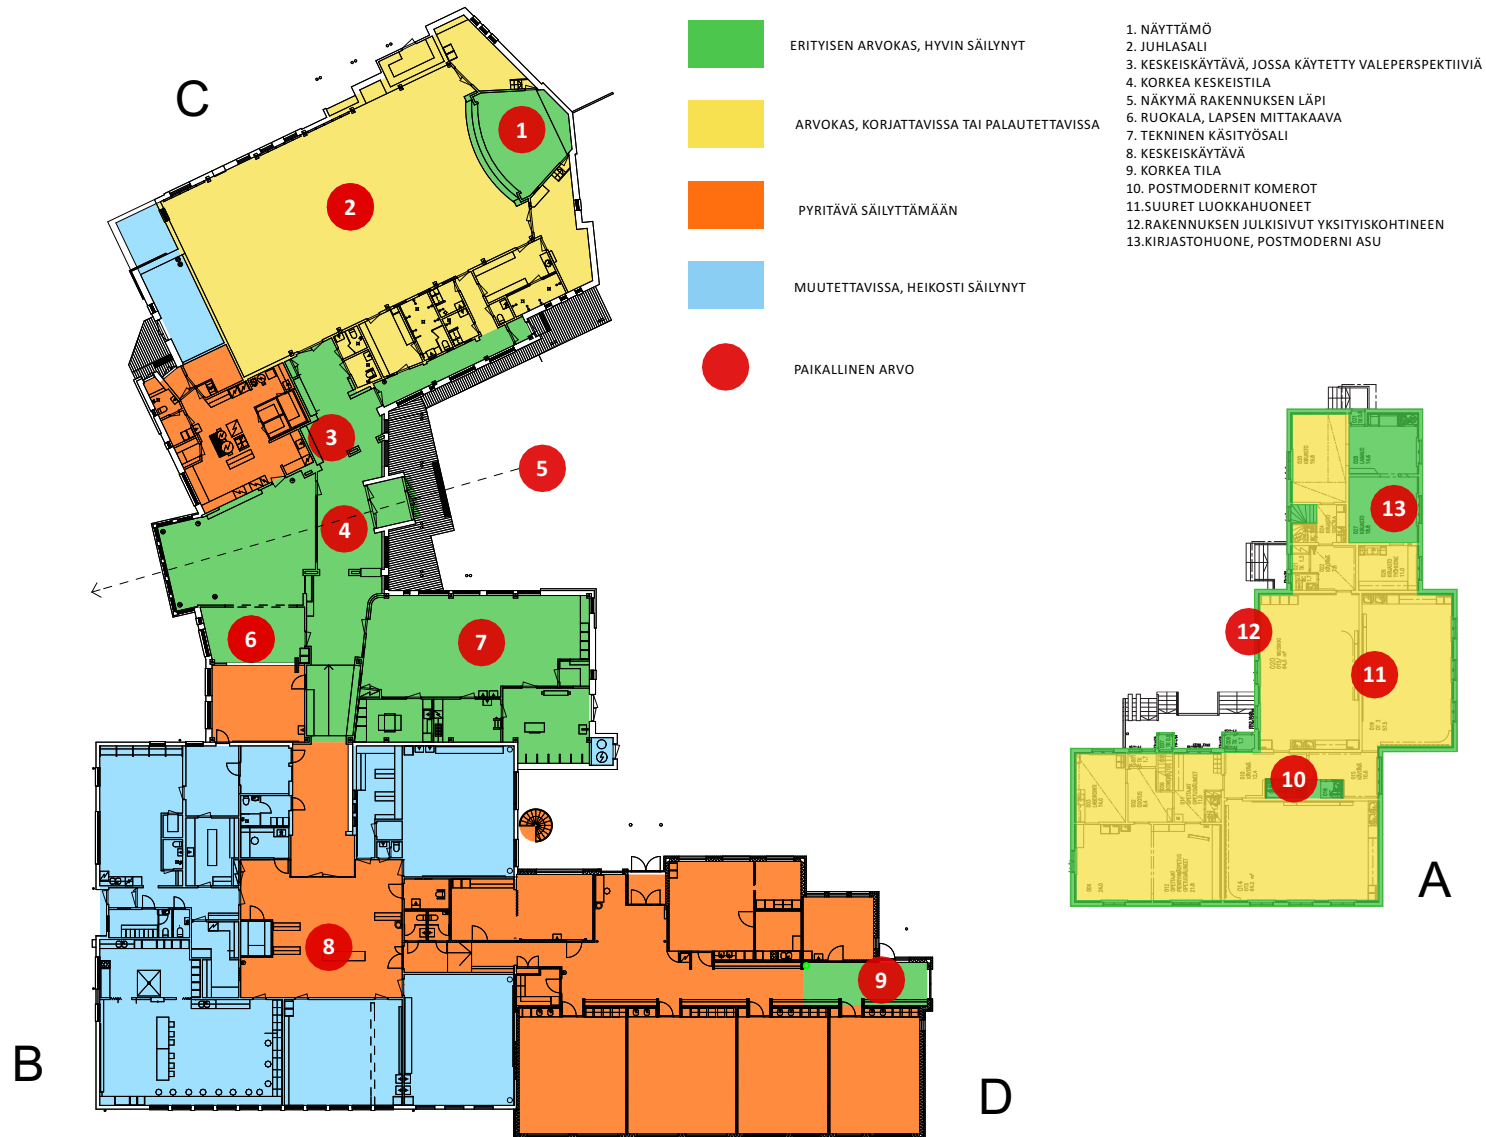 ERITYISEN ARVOKAS, HYVIN SÄILYNYT
ARVOKAS, KORJATTAVISSA TAI PALAUTETTAVISSA
PYRITÄVÄ SÄILYTTÄMÄÄN
MUUTETTAVISSA, HEIKOSTI SÄILYNYT
PAIKALLINEN ARVO
1. NÄYTTÄMÖ
2. JUHLASALI
3. KESKEISKÄYTÄVÄ, JOSSA KÄYTETTY VALEPERSPEKTIIVIÄ
4. KORKEA KESKEISTILA
5. NÄKYMÄ RAKENNUKSEN LÄPI
6. RUOKALA, LAPSEN MITTAKAAVA
7. TEKNINEN KÄSITYÖSALI
8. KESKEISKÄYTÄVÄ
9. KORKEA TILA
10. POSTMODERNIT KOMEROT
11.SUURET LUOKKAHUONEET
12.RAKENNUKSEN JULKISIVUT YKSITYISKOHTINEEN
13.KIRJASTOHUONE, POSTMODERNI ASU
C
1
2
3
5
4
6
7
8
9
B
D
13
12
11
10
A